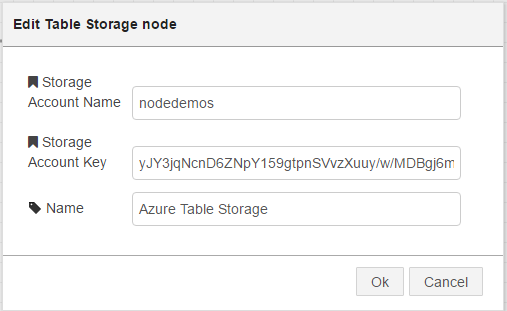 Edit Table Storage node
Storage
Account Name
nodedemos
Storage
Account Key
yJY3jqNcnD6ZNpY159gtpnSVvzXuuy/w/MDBgj6m
Name
Azure Table Storage
Ok Cancel